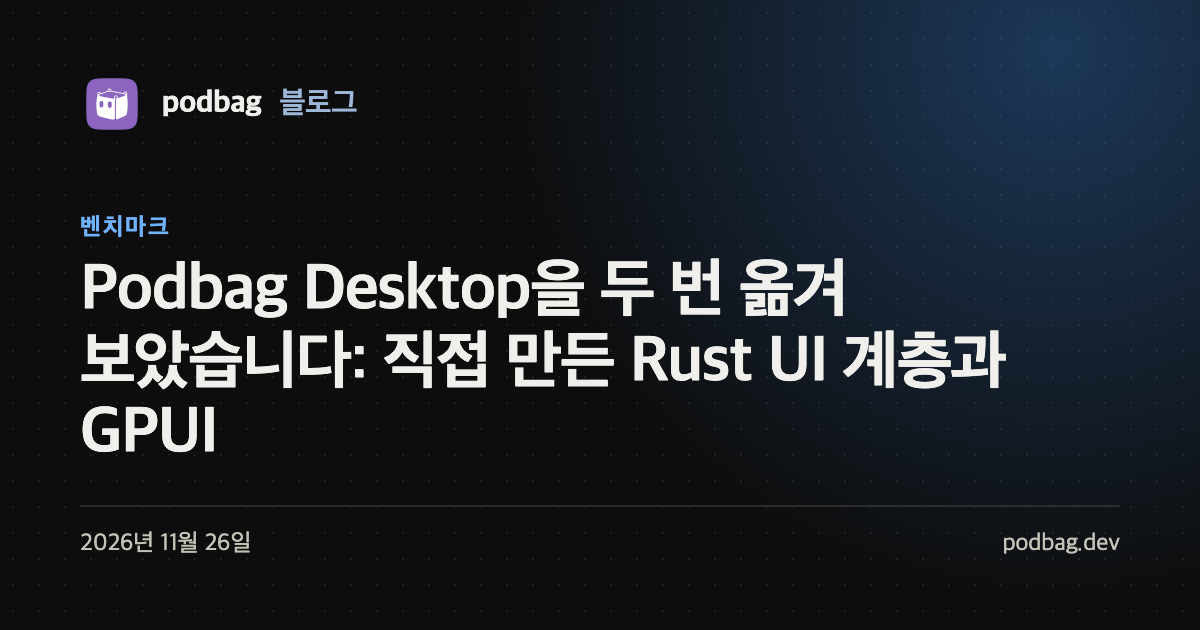 podbag 블로그
벤치마크
Podbag Desktop을 두 번 옮겨
보았습니다: 직접 만든 Rust UI 계층과
GPUI
2026년 11월 26일
podbag.dev